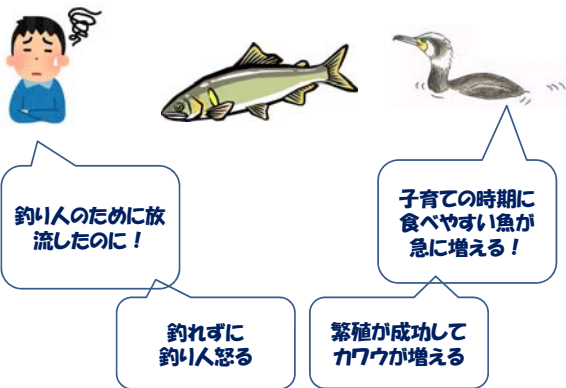 釣り人のために放
流したのに！
子育ての時期に
食べやすい魚が
急に増える！
釣れずに
釣り人怒る
繁殖が成功して
カワウが増える